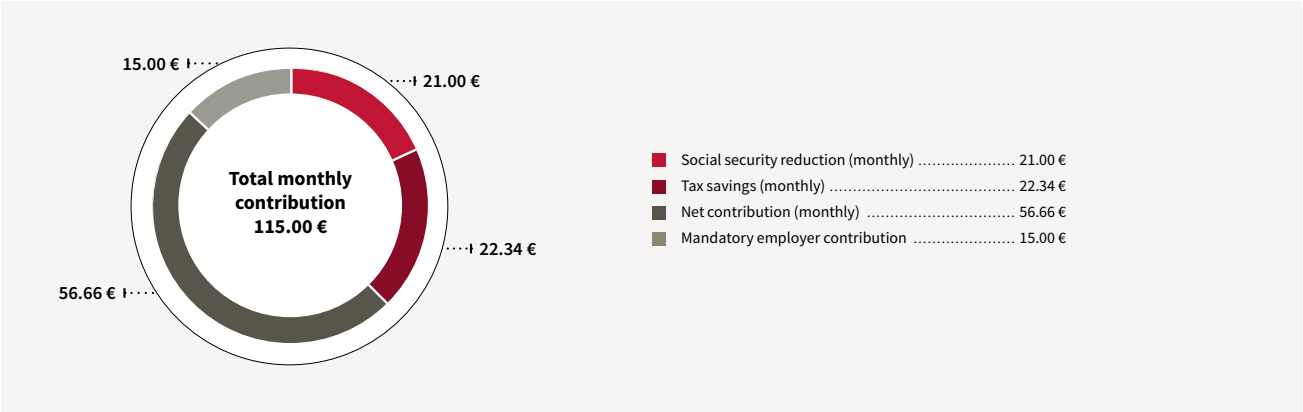 15.00 €
21.00 €
Total monthly
contribution
115.00 €
22.34 €
56.66 €
Social security reduction (monthly) ...................... 21.00 €
Tax savings (monthly) .......................................... 22.34 €
Net contribution (monthly) .................................. 56.66 €
Mandatory employer contribution ....................... 15.00 €